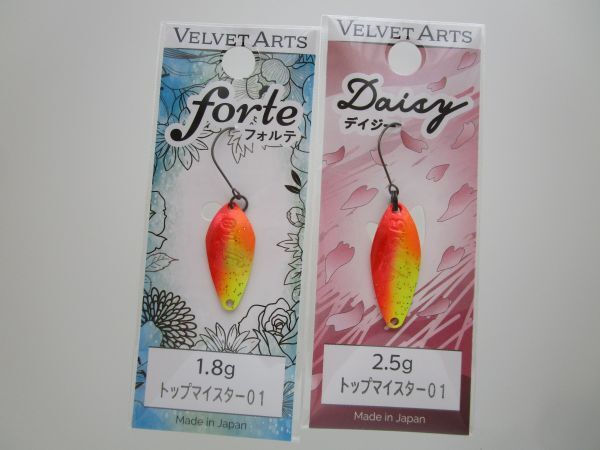 VELVET ARTS
forte
フォルテ
1.8g
トップマイスター01
Made in Japan
VELVET ARTS
Daisy
デイジー
2.5g
トップマイスター01
Made in Japan